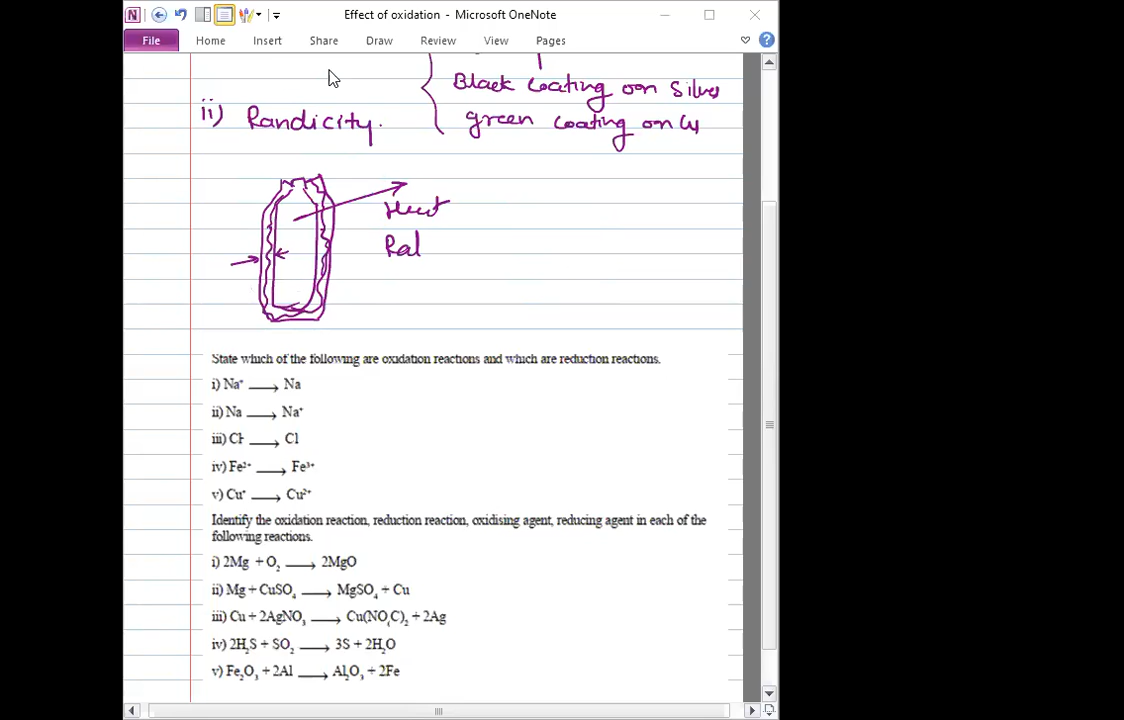 Effect of oxidation - Microsoft OneNote
File Home Insert Share Draw Review View Pages
Black Coating oon Silver
ii) Randicity.
green Coating on Cu
Heat
Ral
State which of the following are oxidation reactions and which are reduction reactions.
i) Na⁺ ⟶ Na
ii) Na ⟶ Na⁺
iii) Cl⁻ ⟶ Cl
iv) Fe²⁺ ⟶ Fe³⁺
v) Cu⁺ ⟶ Cu²⁺
Identify the oxidation reaction, reduction reaction, oxidising agent, reducing agent in each of the
following reactions.
i) 2Mg + O₂ ⟶ 2MgO
ii) Mg + CuSO₄ ⟶ MgSO₄ + Cu
iii) Cu + 2AgNO₃ ⟶ Cu(NO₍C)₂ + 2Ag
iv) 2H₂S + SO₂ ⟶ 3S + 2H₂O
v) Fe₂O₃ + 2Al ⟶ Al₂O₃ + 2Fe